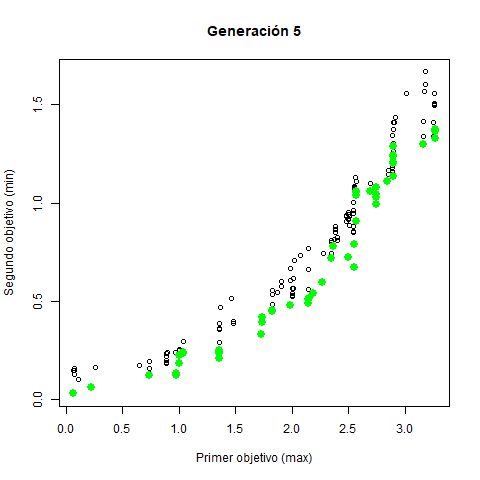 Generación 5
Segundo objetivo (min)
1.5
1.0
0.5
0.0
0.0 0.5 1.0 1.5 2.0 2.5 3.0
Primer objetivo (max)